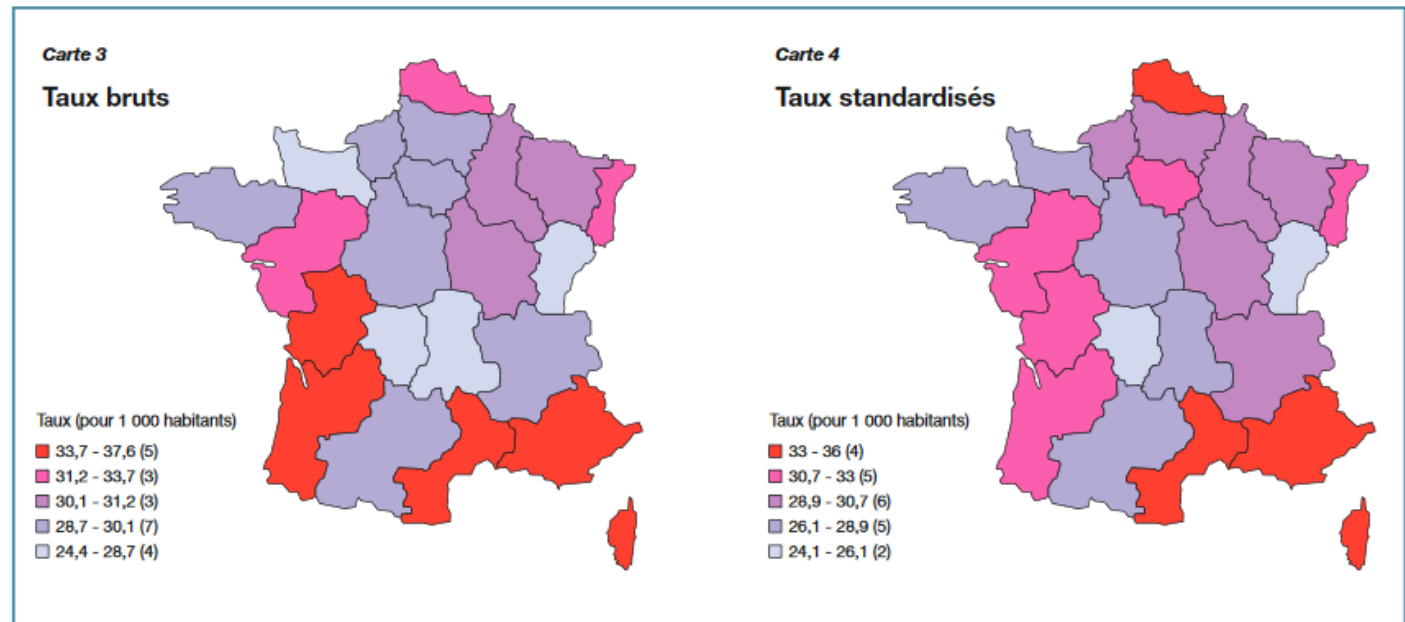 Carte 3
Taux bruts
Taux (pour 1 000 habitants)
33,7 - 37,6 (5)
31,2 - 33,7 (3)
30,1 - 31,2 (3)
28,7 - 30,1 (7)
24,4 - 28,7 (4)
Carte 4
Taux standardisés
Taux (pour 1 000 habitants)
33 - 36 (4)
30,7 - 33 (5)
28,9 - 30,7 (6)
26,1 - 28,9 (5)
24,1 - 26,1 (2)